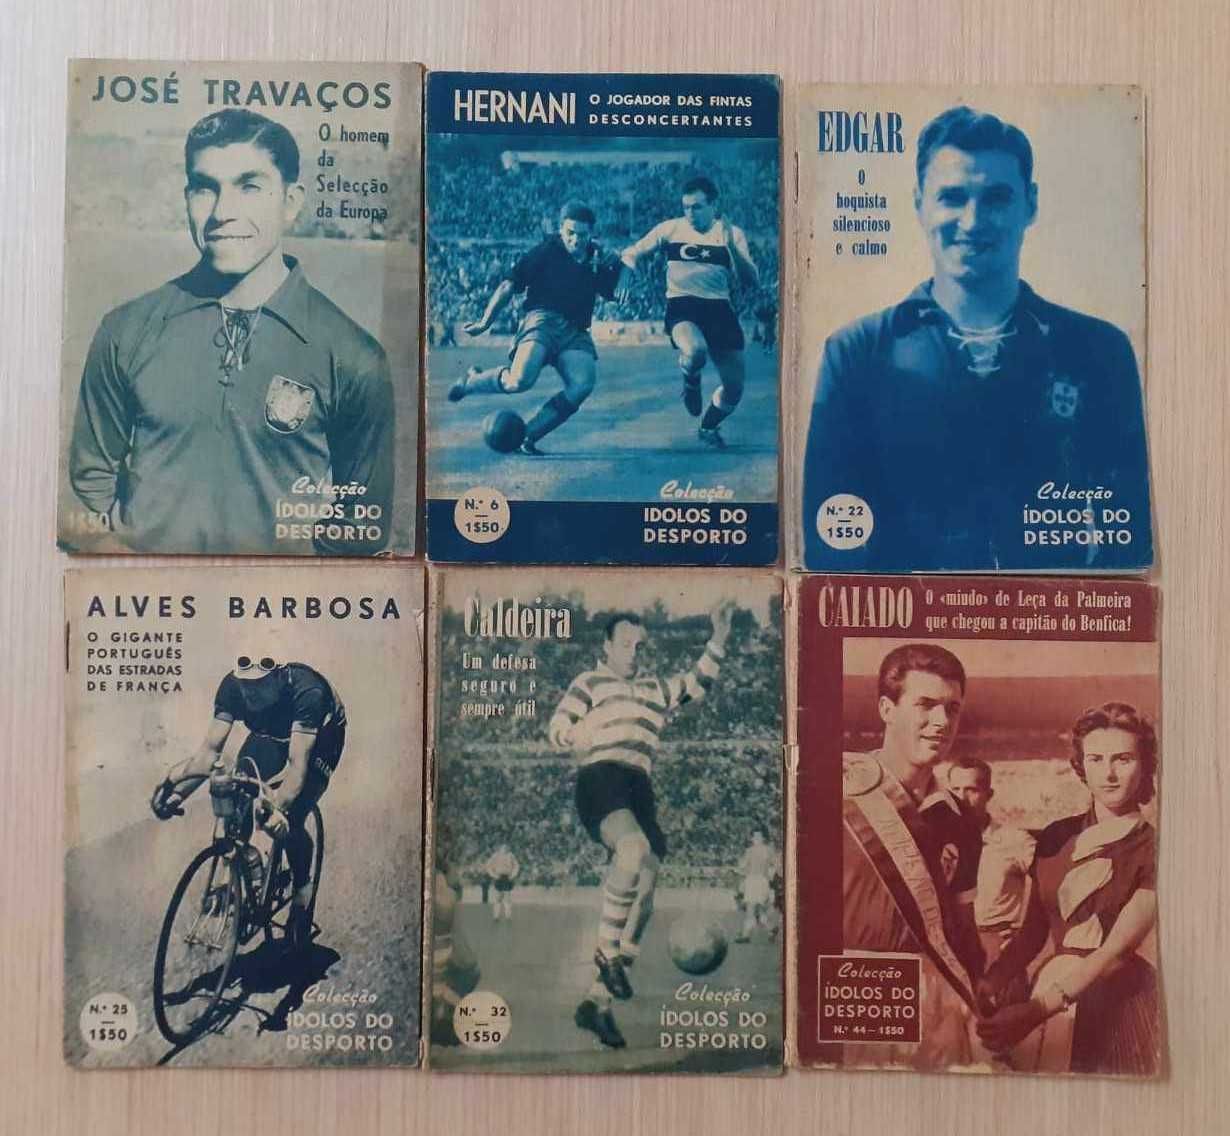 JOSÉ TRAVAÇOS
O homem
da
Selecção
da Europa
1$50
Colecção
ÍDOLOS DO
DESPORTO
HERNANI
O JOGADOR DAS FINTAS
DESCONCERTANTES
N.º 6
1$50
Colecção
IDOLOS DO
DESPORTO
EDGAR
O
hoquista
silencioso
e calmo
N.º 22
1$50
Colecção
ÍDOLOS DO
DESPORTO
ALVES BARBOSA
O GIGANTE
PORTUGUÊS
DAS ESTRADAS
DE FRANÇA
N.º 25
1$50
Colecção
ÍDOLOS DO
DESPORTO
Caldeira
Um defesa
seguro e
sempre útil
N.º 32
1$50
Colecção
ÍDOLOS DO
DESPORTO
CAIADO
O «miudo» de Leça da Palmeira
que chegou a capitão do Benfica!
Colecção
ÍDOLOS DO
DESPORTO
N.º 44 – 1$50